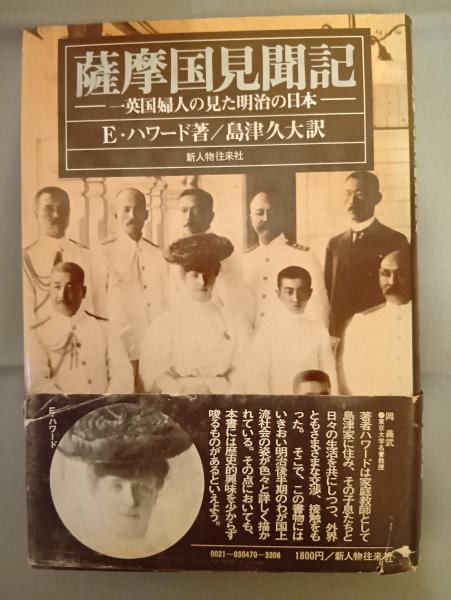 薩摩国見聞記
―一英国婦人の見た明治の日本―
E・ハワード著／島津久大訳
新人物往来社
岡 義武
●東京大学名誉教授
著者ハワードは家庭教師として
島津家に住み、その子息たちと
日々の生活を共にしつつ、外界
ともさまざまな交渉、接触をも
った。そこで、この書物には
いきおい明治後半期のわが国上
流社会の姿が色々と詳しく描か
れている。その点においても、
本書には歴史的興味を少からず
唆るものがあるといえよう。
E・ハワード
0021-030470-3306
1800円／新人物往来社